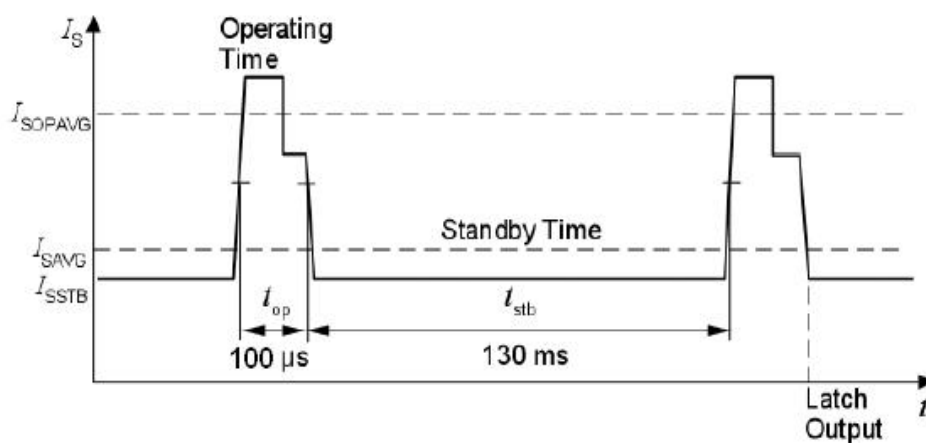 I_S
Operating
Time
I_SOPAVG
Standby Time
I_SAVG
I_SSTB
t_op
t_stb
100 µs
130 ms
t
Latch
Output